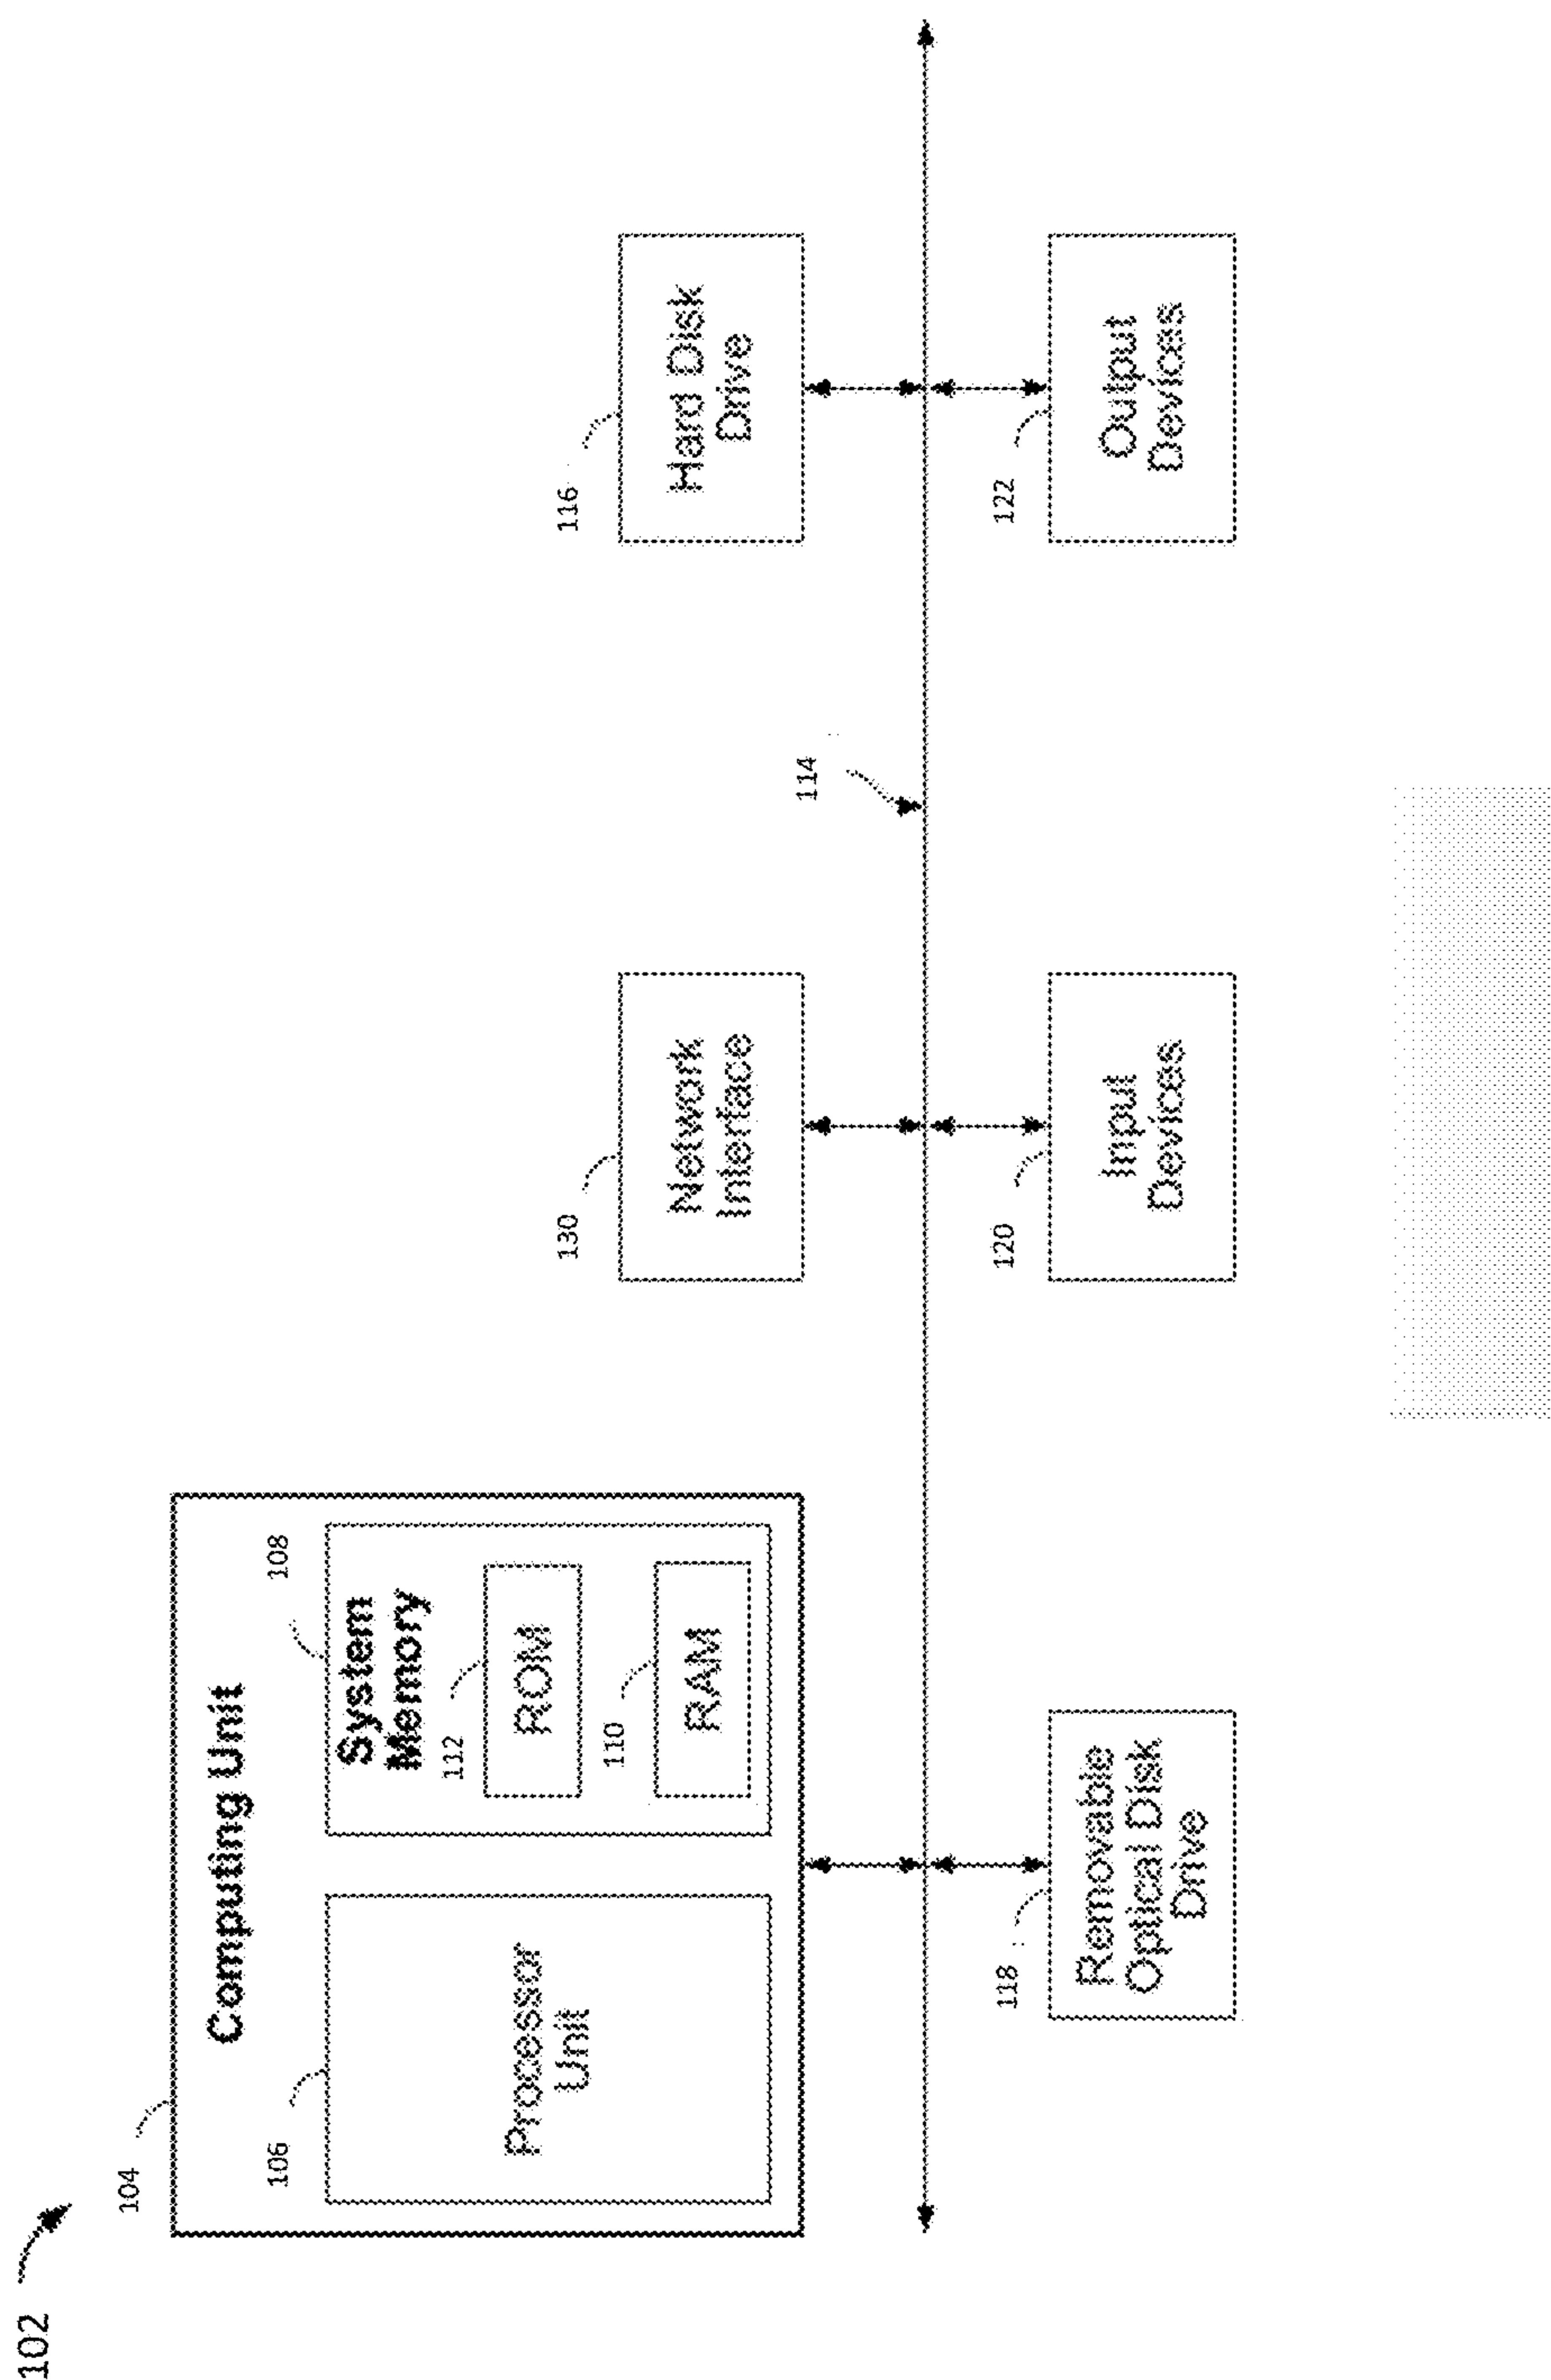 102
104
Computing Unit
106
Processor
Unit
108
System
Memory
112
ROM
110
RAM
130
Network
Interface
116
Hard Disk
Drive
114
118
Removable
Optical Disk
Drive
120
Input
Devices
122
Output
Devices